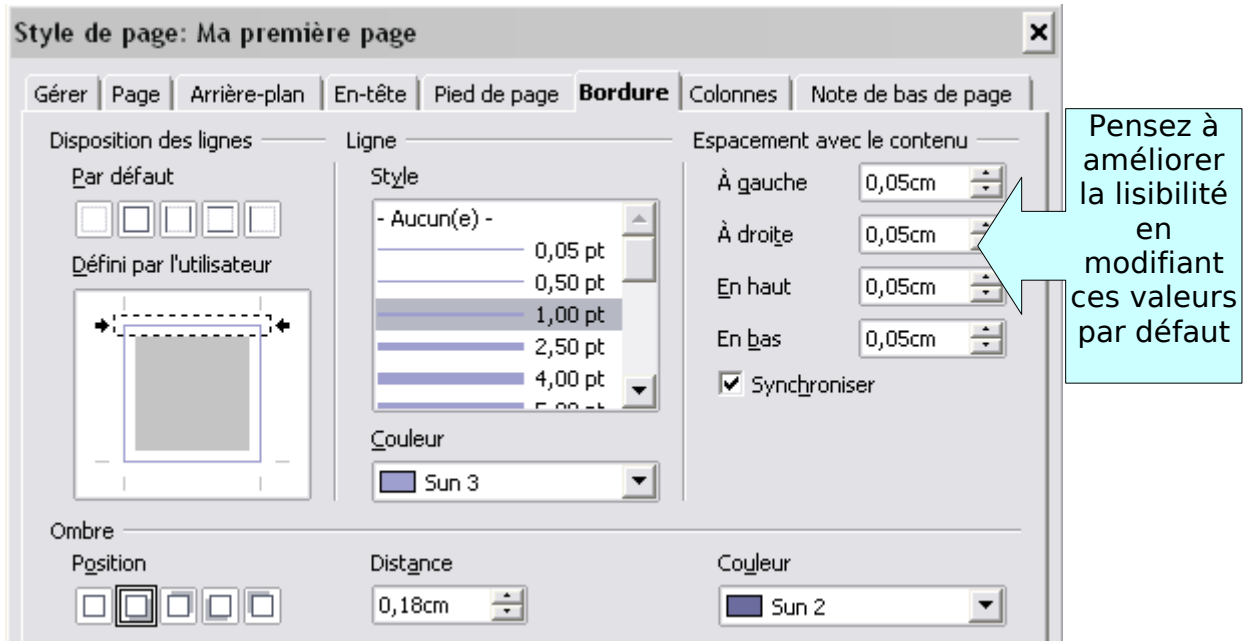 Style de page: Ma première page
Gérer Page Arrière-plan En-tête Pied de page Bordure Colonnes Note de bas de page
Disposition des lignes
Par défaut
Défini par l'utilisateur
Ligne
Style
- Aucun(e) -
0,05 pt
0,50 pt
1,00 pt
2,50 pt
4,00 pt
Couleur
Sun 3
Espacement avec le contenu
À gauche 0,05cm
À droite 0,05cm
En haut 0,05cm
En bas 0,05cm
Synchroniser
Pensez à
améliorer
la lisibilité
en
modifiant
ces valeurs
par défaut
Ombre
Position
Distance
0,18cm
Couleur
Sun 2